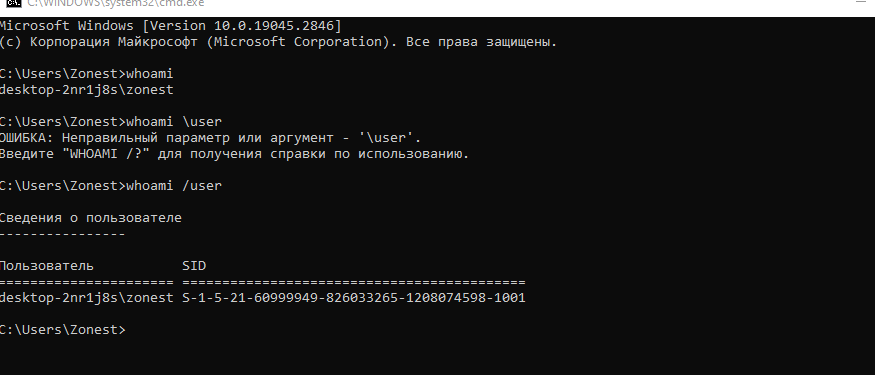 C:\WINDOWS\system32\cmd.exe
Microsoft Windows [Version 10.0.19045.2846]
(c) Корпорация Майкрософт (Microsoft Corporation). Все права защищены.
C:\Users\Zonest>whoami
desktop-2nr1j8s\zonest
C:\Users\Zonest>whoami \user
ОШИБКА: Неправильный параметр или аргумент - '\user'.
Введите "WHOAMI /?" для получения справки по использованию.
C:\Users\Zonest>whoami /user
Сведения о пользователе
----------------
Пользователь SID
====================== ===========================================
desktop-2nr1j8s\zonest S-1-5-21-60999949-826033265-1208074598-1001
C:\Users\Zonest>